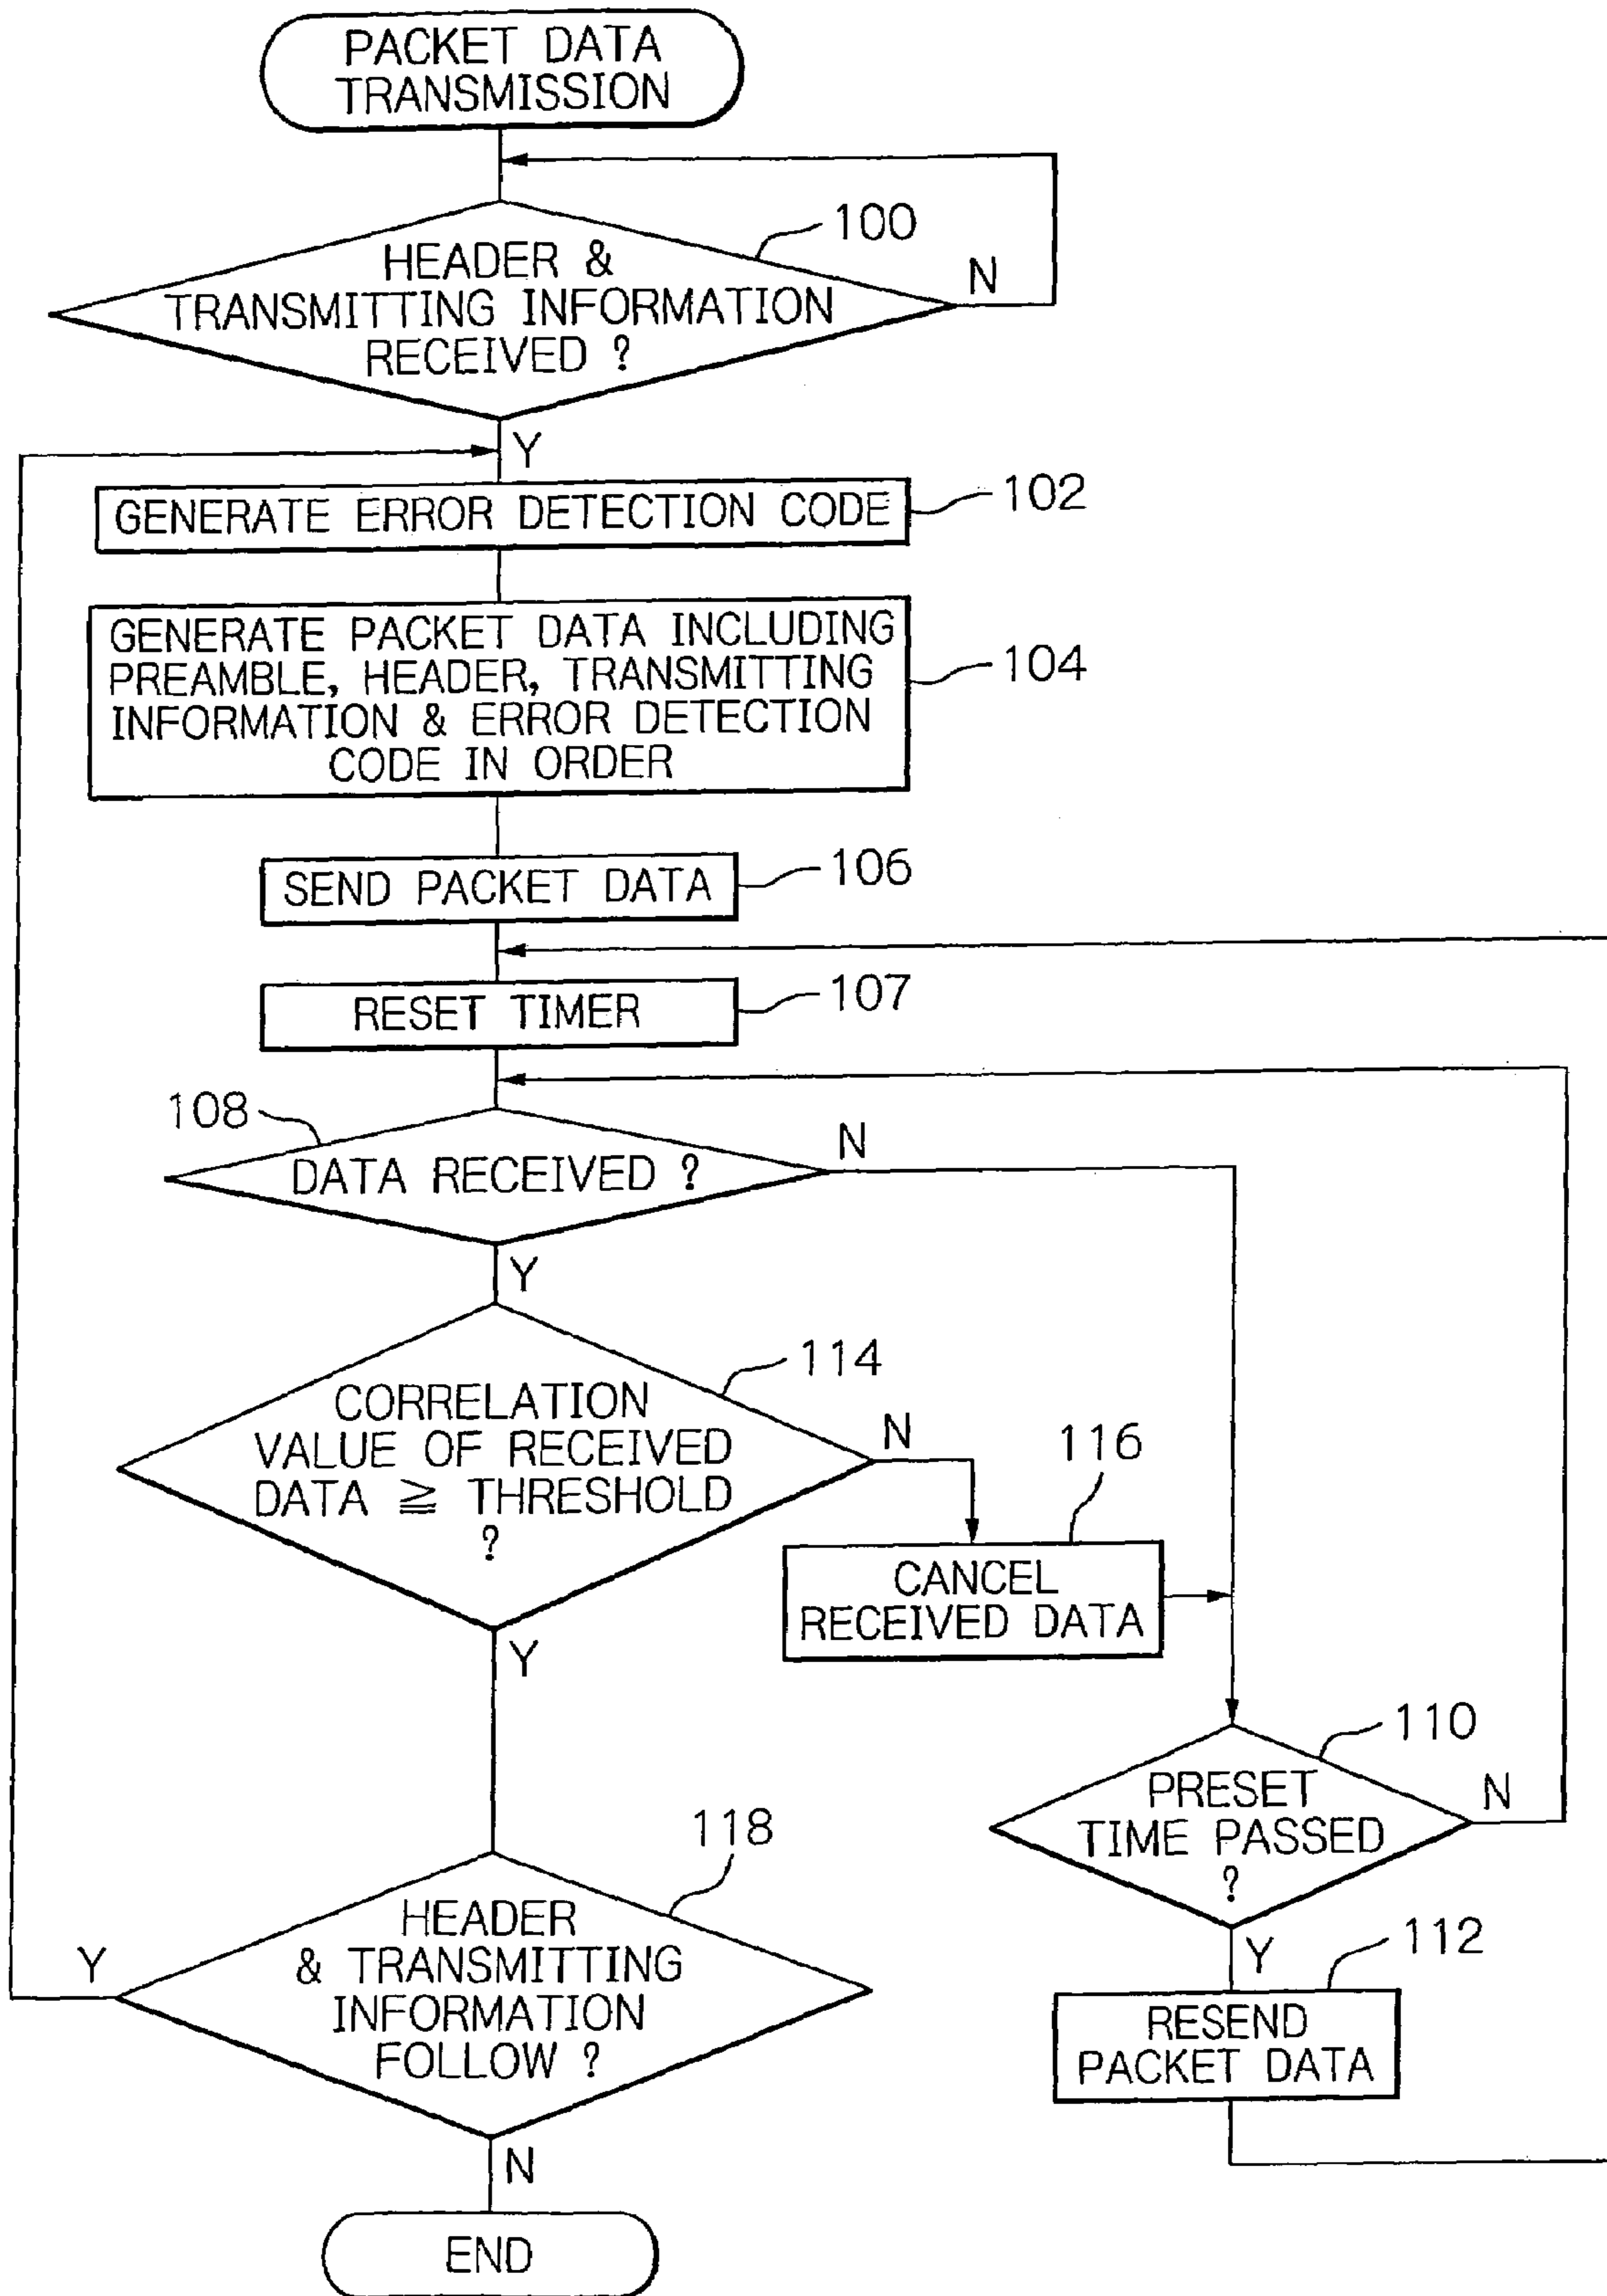 PACKET DATA
TRANSMISSION
100
HEADER &
TRANSMITTING INFORMATION
RECEIVED ?
N
Y
GENERATE ERROR DETECTION CODE
102
GENERATE PACKET DATA INCLUDING
PREAMBLE, HEADER, TRANSMITTING
INFORMATION & ERROR DETECTION
CODE IN ORDER
104
SEND PACKET DATA
106
RESET TIMER
107
108
DATA RECEIVED ?
N
Y
114
CORRELATION
VALUE OF RECEIVED
DATA ≧ THRESHOLD
?
N
116
CANCEL
RECEIVED DATA
Y
110
PRESET
TIME PASSED
?
N
Y
112
RESEND
PACKET DATA
118
HEADER
& TRANSMITTING
INFORMATION
FOLLOW ?
Y
N
END